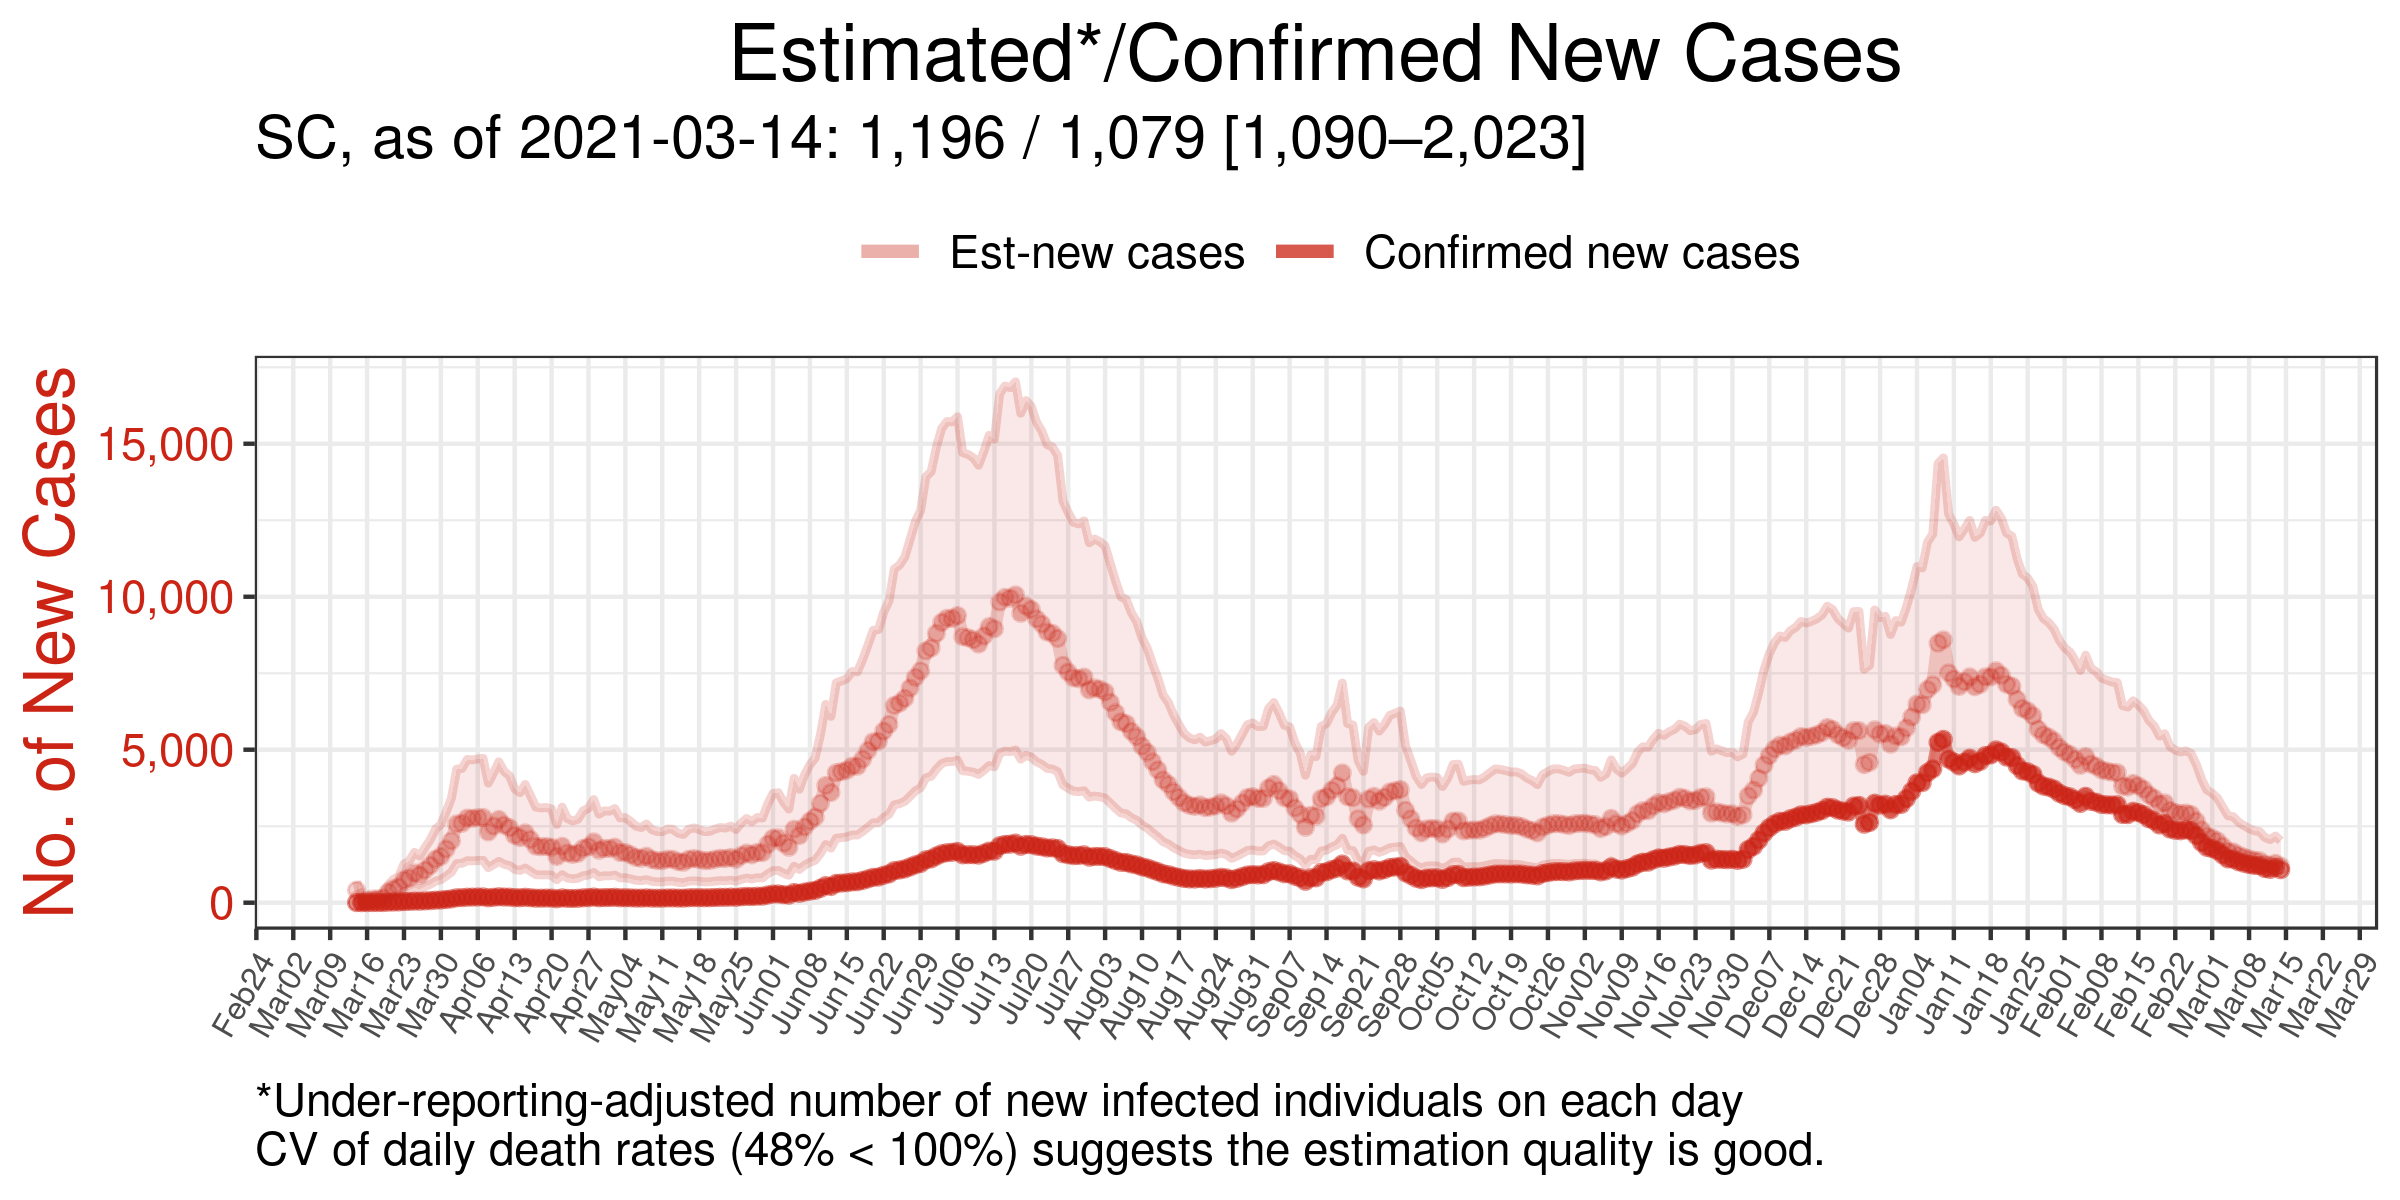 Estimated*/Confirmed New Cases
SC, as of 2021-03-14: 1,196 / 1,079 [1,090–2,023]
Est-new cases
Confirmed new cases
No. of New Cases
15,000
10,000
5,000
0
Feb24
Mar02
Mar09
Mar16
Mar23
Mar30
Apr06
Apr13
Apr20
Apr27
May04
May11
May18
May25
Jun01
Jun08
Jun15
Jun22
Jun29
Jul06
Jul13
Jul20
Jul27
Aug03
Aug10
Aug17
Aug24
Aug31
Sep07
Sep14
Sep21
Sep28
Oct05
Oct12
Oct19
Oct26
Nov02
Nov09
Nov16
Nov23
Nov30
Dec07
Dec14
Dec21
Dec28
Jan04
Jan11
Jan18
Jan25
Feb01
Feb08
Feb15
Feb22
Mar01
Mar08
Mar15
Mar22
Mar29
*Under-reporting-adjusted number of new infected individuals on each day
CV of daily death rates (48% < 100%) suggests the estimation quality is good.